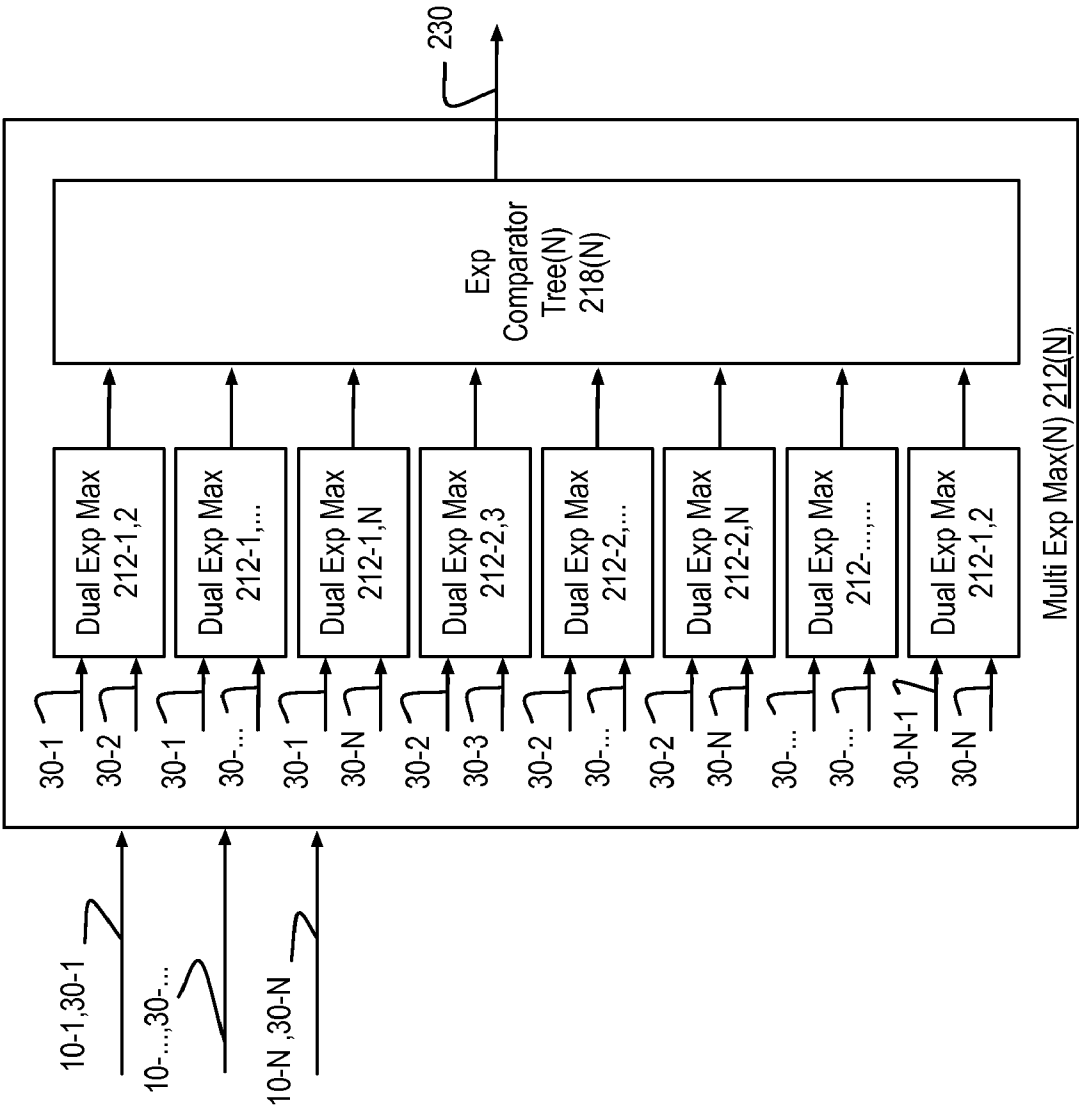 10-1,30-1
10-...,30-...
10-N ,30-N
30-1
30-2
30-1
30-...
30-1
30-N
30-2
30-3
30-2
30-...
30-2
30-N
30-...
30-...
30-N-1
30-N
Dual Exp Max
212-1,2
Dual Exp Max
212-1,...
Dual Exp Max
212-1,N
Dual Exp Max
212-2,3
Dual Exp Max
212-2,...
Dual Exp Max
212-2,N
Dual Exp Max
212-...,...
Dual Exp Max
212-1,2
Exp
Comparator
Tree(N)
218(N)
230
Multi Exp Max(N) 212(N)